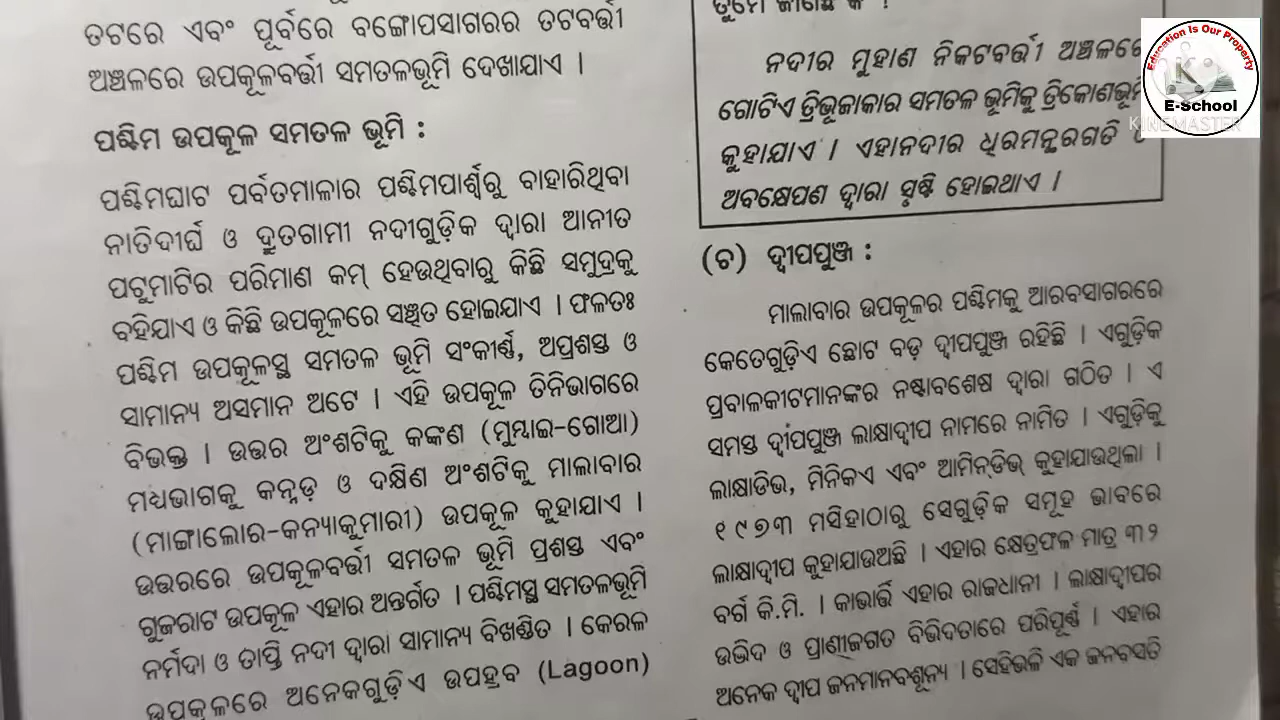 ତଟରେ ଏବଂ ପୂର୍ବରେ ବଙ୍ଗୋପସାଗରର ତଟବର୍ତ୍ତୀ
ଅଞ୍ଚଳରେ ଉପକୂଳବର୍ତ୍ତୀ ସମତଳଭୂମି ଦେଖାଯାଏ ।
ପଶ୍ଚିମ ଉପକୂଳ ସମତଳ ଭୂମି :
ପଶ୍ଚିମଘାଟ ପର୍ବତମାଳାର ପଶ୍ଚିମପାର୍ଶ୍ୱରୁ ବାହାରିଥିବା
ନାତିଦୀର୍ଘ ଓ ଦ୍ରୁତଗାମୀ ନଦୀଗୁଡ଼ିକ ଦ୍ୱାରା ଆନୀତ
ପଟୁମାଟିର ପରିମାଣ କମ୍ ହେଉଥିବାରୁ କିଛି ସମୁଦ୍ରକୁ
ବହିଯାଏ ଓ କିଛି ଉପକୂଳରେ ସଞ୍ଚିତ ହୋଇଯାଏ । ଫଳତଃ
ପଶ୍ଚିମ ଉପକୂଳସ୍ଥ ସମତଳ ଭୂମି ସଂକୀର୍ଣ୍ଣ, ଅପ୍ରଶସ୍ତ ଓ
ସାମାନ୍ୟ ଅସମାନ ଅଟେ । ଏହି ଉପକୂଳ ତିନିଭାଗରେ
ବିଭକ୍ତ । ଉତ୍ତର ଅଂଶଟିକୁ କଙ୍କଣ (ମୁମ୍ବାଇ-ଗୋଆ)
ମଧ୍ୟଭାଗକୁ କନ୍ନଡ଼ ଓ ଦକ୍ଷିଣ ଅଂଶଟିକୁ ମାଲାବାର
(ମାଙ୍ଗାଲୋର-କନ୍ୟାକୁମାରୀ) ଉପକୂଳ କୁହାଯାଏ ।
ଉତ୍ତରରେ ଉପକୂଳବର୍ତ୍ତୀ ସମତଳ ଭୂମି ପ୍ରଶସ୍ତ ଏବଂ
ଗୁଜରାଟ ଉପକୂଳ ଏହାର ଅନ୍ତର୍ଗତ । ପଶ୍ଚିମସ୍ଥ ସମତଳଭୂମି
ନର୍ମଦା ଓ ତାପ୍ତି ନଦୀ ଦ୍ୱାରା ସାମାନ୍ୟ ବିଖଣ୍ଡିତ । କେରଳ
ଉପକୂଳରେ ଅନେକଗୁଡ଼ିଏ ଉପହ୍ରଦ (Lagoon)
ନଦୀର ମୁହାଣ ନିକଟବର୍ତ୍ତୀ ଅଞ୍ଚଳରେ
ଗୋଟିଏ ତ୍ରିଭୂଜାକାର ସମତଳ ଭୂମିକୁ ତ୍ରିକୋଣଭୂମି
କୁହାଯାଏ । ଏହାନଦୀର ଧିରମନ୍ଥରଗତି ଓ
ଅବକ୍ଷେପଣ ଦ୍ୱାରା ସୃଷ୍ଟି ହୋଇଥାଏ ।
(ଚ) ଦ୍ୱୀପପୁଞ୍ଜ :
ମାଲାବାର ଉପକୂଳର ପଶ୍ଚିମକୁ ଆରବସାଗରରେ
କେତେଗୁଡ଼ିଏ ଛୋଟ ବଡ଼ ଦ୍ୱୀପପୁଞ୍ଜ ରହିଛି । ଏଗୁଡ଼ିକ
ପ୍ରବାଳକୀଟମାନଙ୍କର ନଷ୍ଟାବଶେଷ ଦ୍ୱାରା ଗଠିତ । ଏ
ସମସ୍ତ ଦ୍ୱୀପପୁଞ୍ଜ ଲାକ୍ଷାଦ୍ୱୀପ ନାମରେ ନାମିତ । ଏଗୁଡ଼ିକୁ
ଲାକ୍ଷାଡିଭ, ମିନିକଏ ଏବଂ ଆମିନ୍‌ଡିଭ୍ କୁହାଯାଉଥିଲା ।
୧୯୭୩ ମସିହାଠାରୁ ସେଗୁଡ଼ିକ ସମୂହ ଭାବରେ
ଲାକ୍ଷାଦ୍ୱୀପ କୁହାଯାଉଅଛି । ଏହାର କ୍ଷେତ୍ରଫଳ ମାତ୍ର ୩୨
ବର୍ଗ କି.ମି. । କାଭାର୍ତ୍ତି ଏହାର ରାଜଧାନୀ । ଲାକ୍ଷାଦ୍ୱୀପର
ଉଦ୍ଭିଦ ଓ ପ୍ରାଣୀଜଗତ ବିଭିଦତାରେ ପରିପୂର୍ଣ୍ଣ । ଏହାର
ଅନେକ ଦ୍ୱୀପ ଜନମାନବଶୂନ୍ୟ । ସେହିଭଳି ଏକ ଜନବସତି
Education Is Our Property
E-School
KINEMASTER